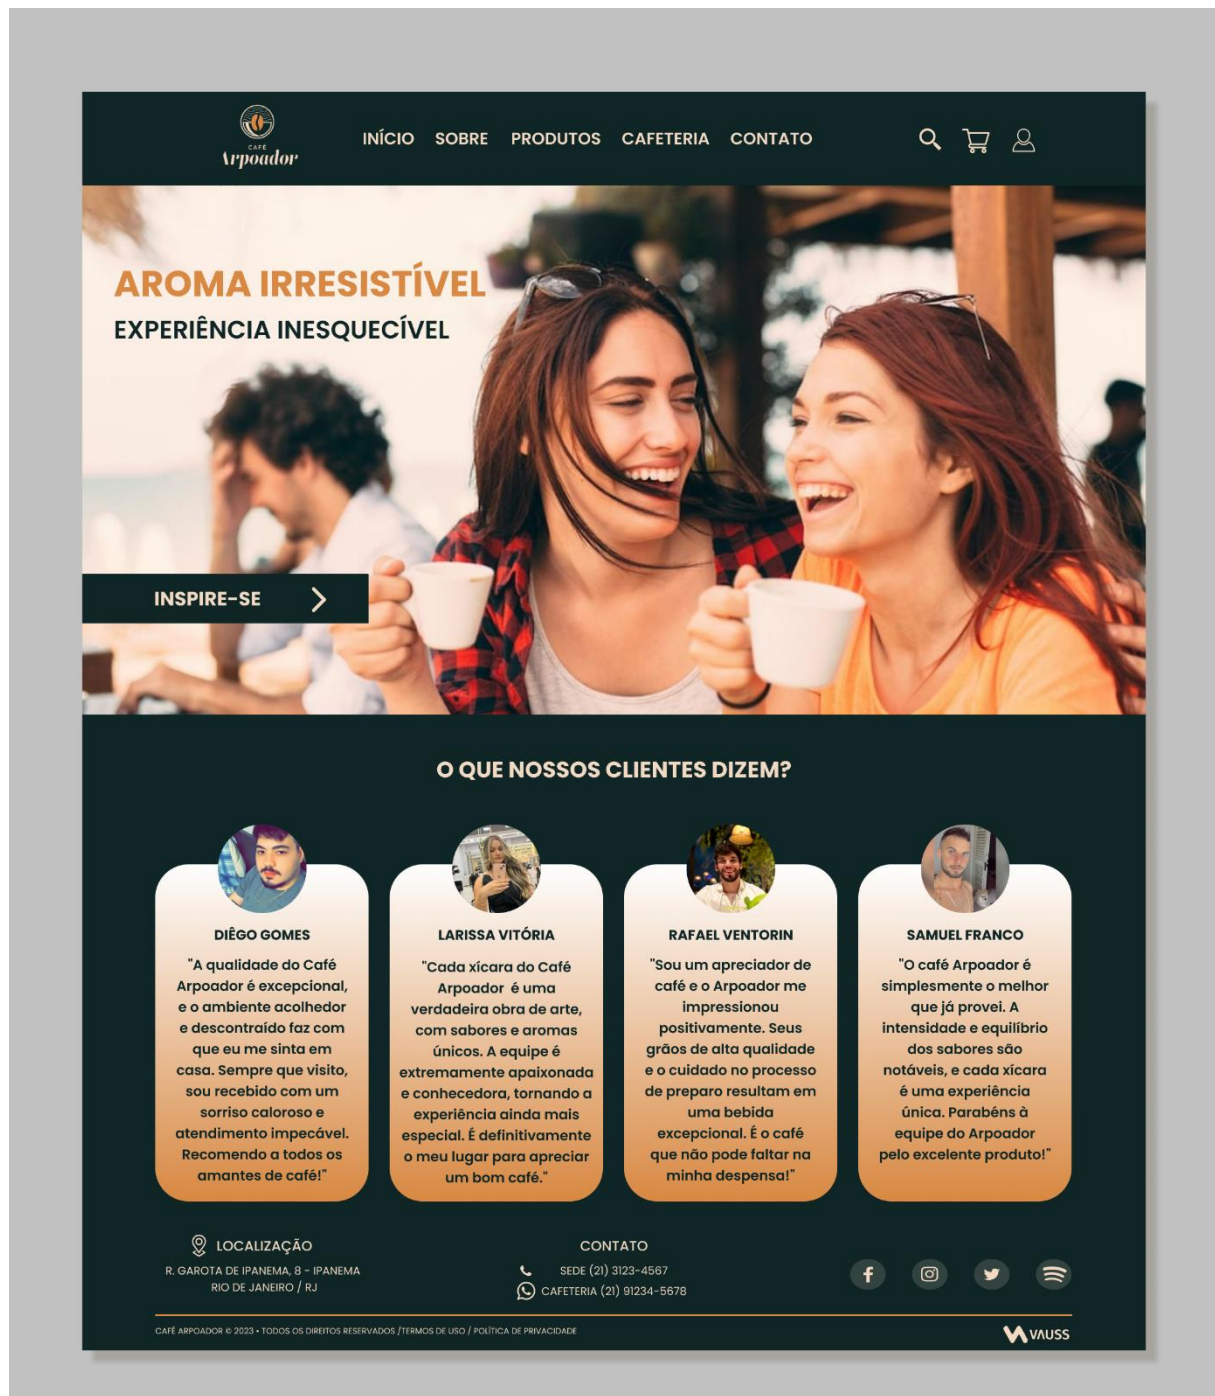 CAFÉ
Arpoador
INÍCIO SOBRE PRODUTOS CAFETERIA CONTATO
AROMA IRRESISTÍVEL
EXPERIÊNCIA INESQUECÍVEL
INSPIRE-SE
O QUE NOSSOS CLIENTES DIZEM?
DIÊGO GOMES
"A qualidade do Café
Arpoador é excepcional,
e o ambiente acolhedor
e descontraído faz com
que eu me sinta em
casa. Sempre que visito,
sou recebido com um
sorriso caloroso e
atendimento impecável.
Recomendo a todos os
amantes de café!"
LARISSA VITÓRIA
"Cada xícara do Café
Arpoador é uma
verdadeira obra de arte,
com sabores e aromas
únicos. A equipe é
extremamente apaixonada
e conhecedora, tornando a
experiência ainda mais
especial. É definitivamente
o meu lugar para apreciar
um bom café."
RAFAEL VENTORIN
"Sou um apreciador de
café e o Arpoador me
impressionou
positivamente. Seus
grãos de alta qualidade
e o cuidado no processo
de preparo resultam em
uma bebida
excepcional. É o café
que não pode faltar na
minha despensa!"
SAMUEL FRANCO
"O café Arpoador é
simplesmente o melhor
que já provei. A
intensidade e equilíbrio
dos sabores são
notáveis, e cada xícara
é uma experiência
única. Parabéns à
equipe do Arpoador
pelo excelente produto!"
LOCALIZAÇÃO
R. GAROTA DE IPANEMA, 8 - IPANEMA
RIO DE JANEIRO / RJ
CONTATO
SEDE (21) 3123-4567
CAFETERIA (21) 91234-5678
CAFÉ ARPOADOR © 2023 • TODOS OS DIREITOS RESERVADOS /TERMOS DE USO / POLÍTICA DE PRIVACIDADE
VAUSS